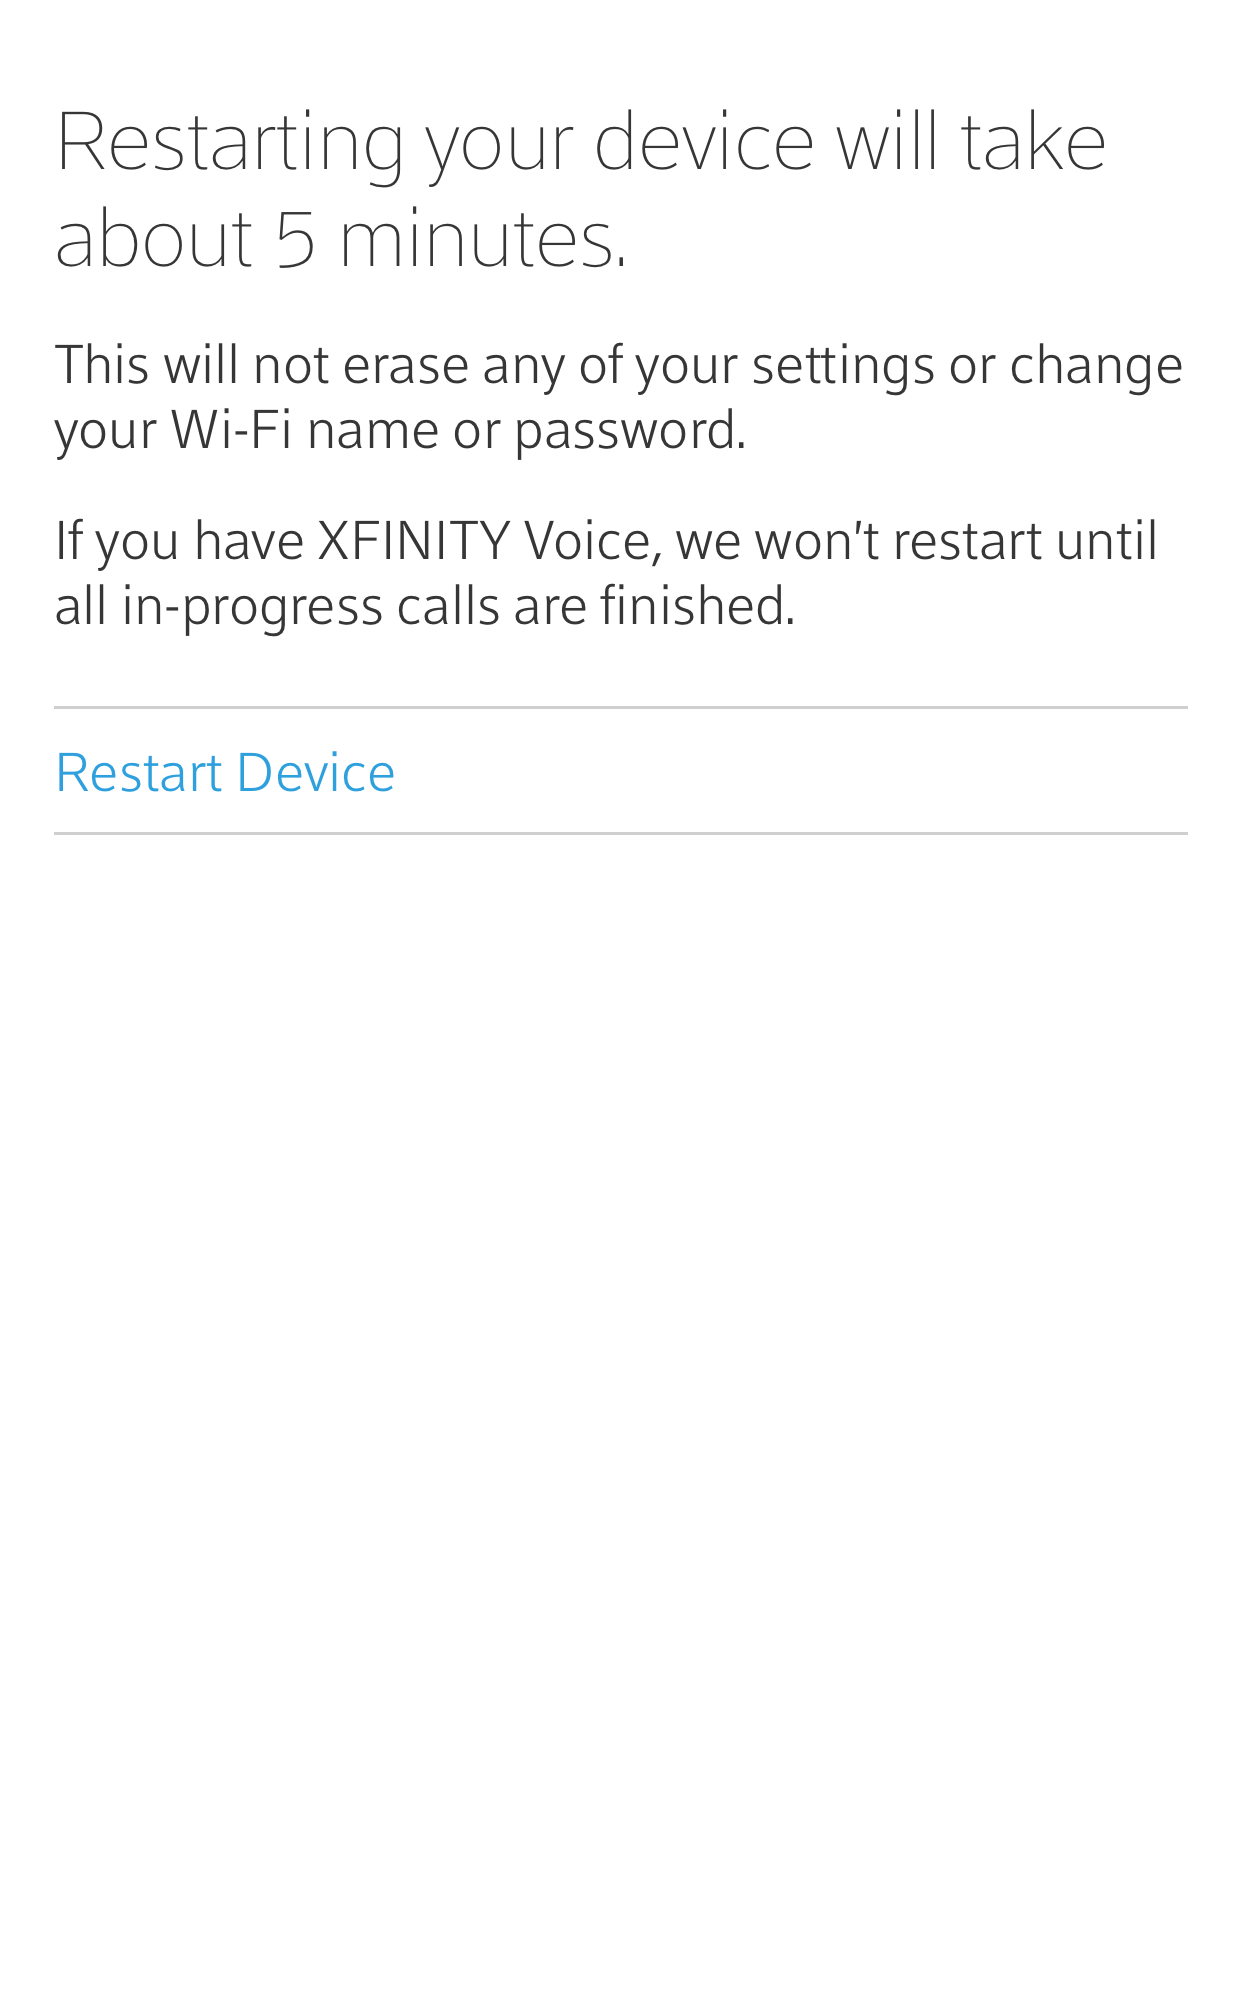 Restarting your device will take
about 5 minutes.
This will not erase any of your settings or change
your Wi-Fi name or password.
If you have XFINITY Voice, we won't restart until
all in-progress calls are finished.
Restart Device